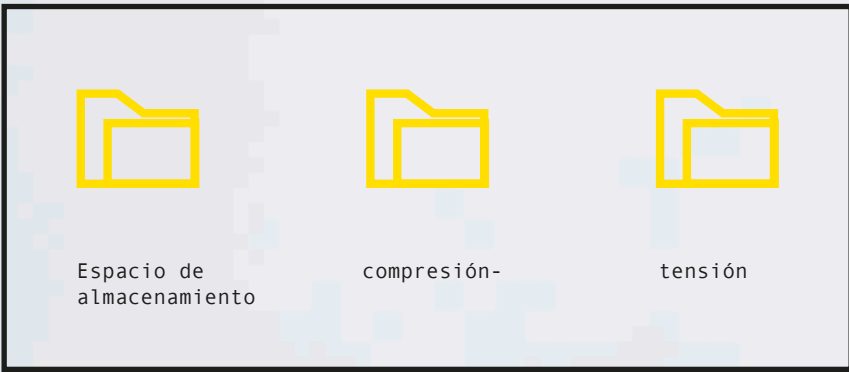 Espacio de
almacenamiento
compresión-
tensión